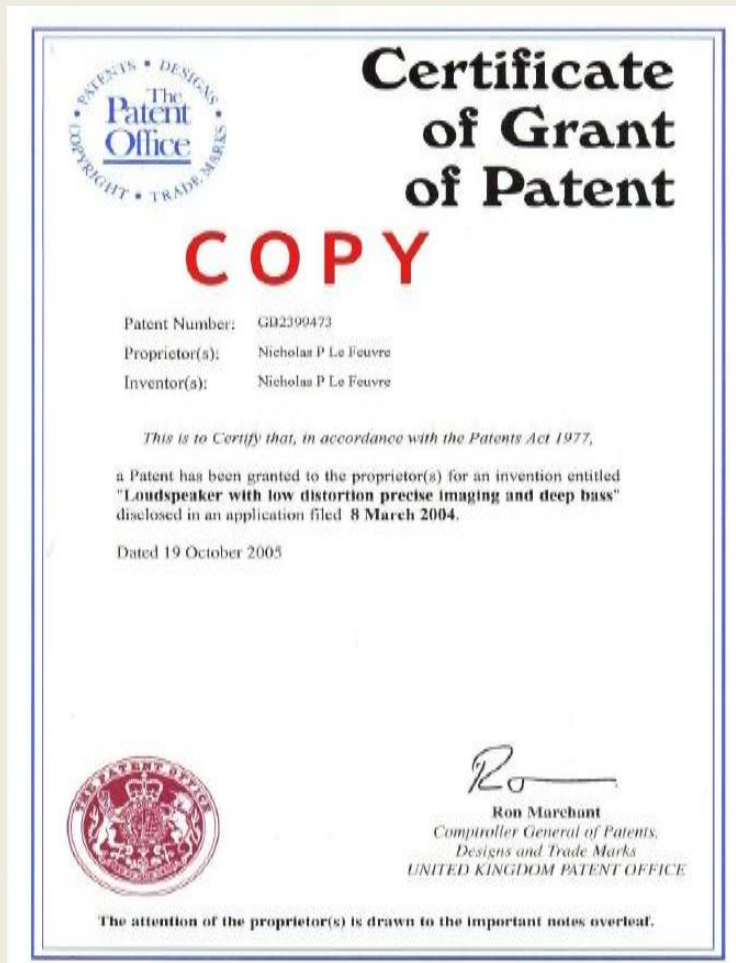 PATENTS • DESIGNS •
COPYRIGHT • TRADE MARKS
The
Patent
Office
Certificate
of Grant
of Patent
COPY
Patent Number: GB2399473
Proprietor(s): Nicholas P Le Feuvre
Inventor(s): Nicholas P Le Feuvre
This is to Certify that, in accordance with the Patents Act 1977,
a Patent has been granted to the proprietor(s) for an invention entitled
"Loudspeaker with low distortion precise imaging and deep bass"
disclosed in an application filed 8 March 2004.
Dated 19 October 2005
THE PATENT OFFICE
Ron Marchant
Comptroller General of Patents,
Designs and Trade Marks
UNITED KINGDOM PATENT OFFICE
The attention of the proprietor(s) is drawn to the important notes overleaf.